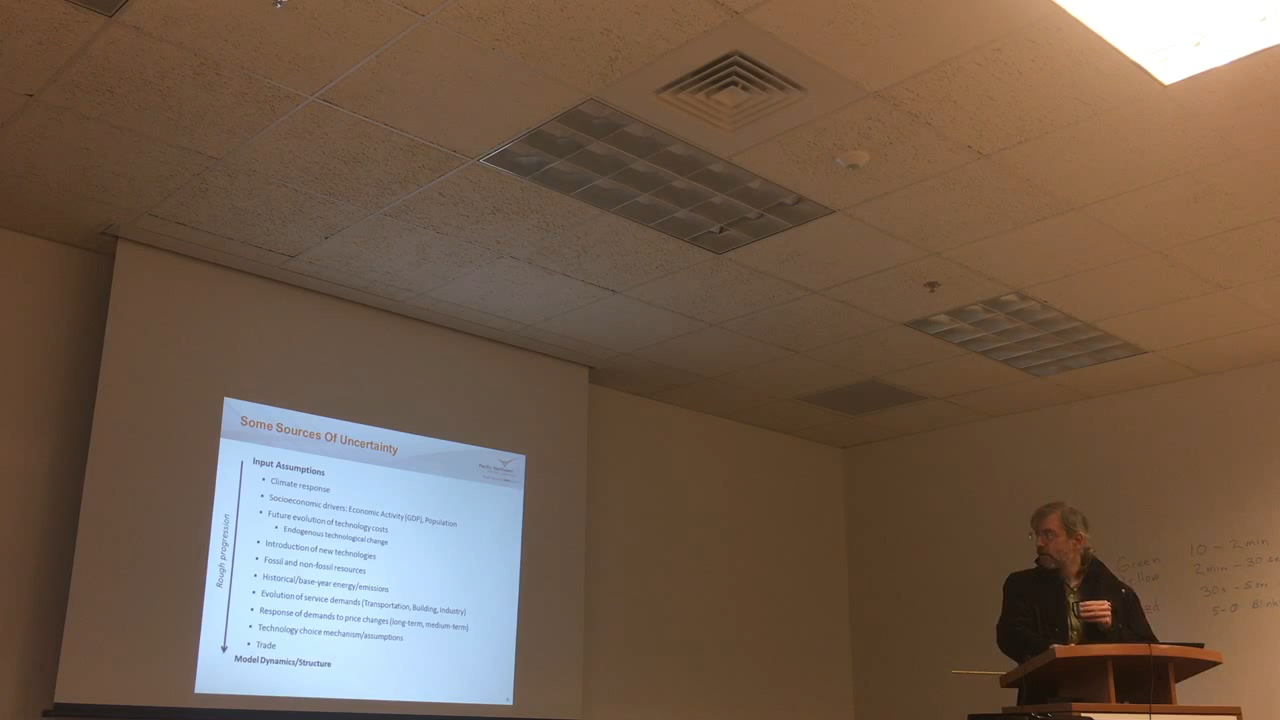 Some Sources Of Uncertainty
Pacific Northwest
Input Assumptions
Climate response
Socioeconomic drivers: Economic Activity (GDP), Population
Future evolution of technology costs
Endogenous technological change
Introduction of new technologies
Fossil and non-fossil resources
Historical/base-year energy/emissions
Evolution of service demands (Transportation, Building, Industry)
Response of demands to price changes (long-term, medium-term)
Technology choice mechanism/assumptions
Trade
Model Dynamics/Structure
Rough progression
Green 10 - 2min
2min - 30
30s - 5
5-0 Blink